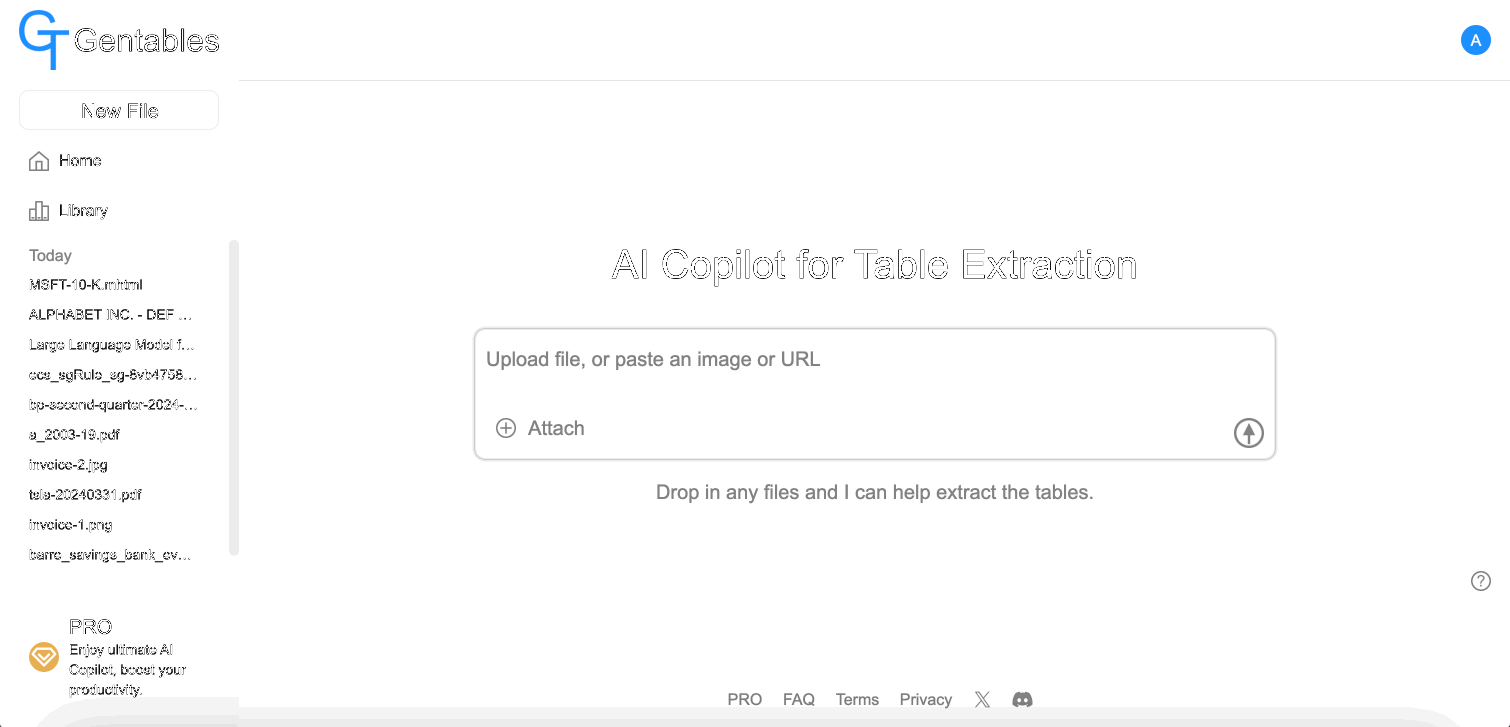 Gentables
A
New File
Home
Library
Today
MSFT-10-K.mhtml
ALPHABET INC. - DEF ...
Large Language Model f...
ecs_sgRule_sg-8vb4758...
bp-second-quarter-2024-...
a_2003-19.pdf
invoice-2.jpg
tsla-20240331.pdf
invoice-1.png
barre_savings_bank_ev...
PRO
Enjoy ultimate AI
Copilot, boost your
productivity.
AI Copilot for Table Extraction
Upload file, or paste an image or URL
Attach
Drop in any files and I can help extract the tables.
PRO FAQ Terms Privacy